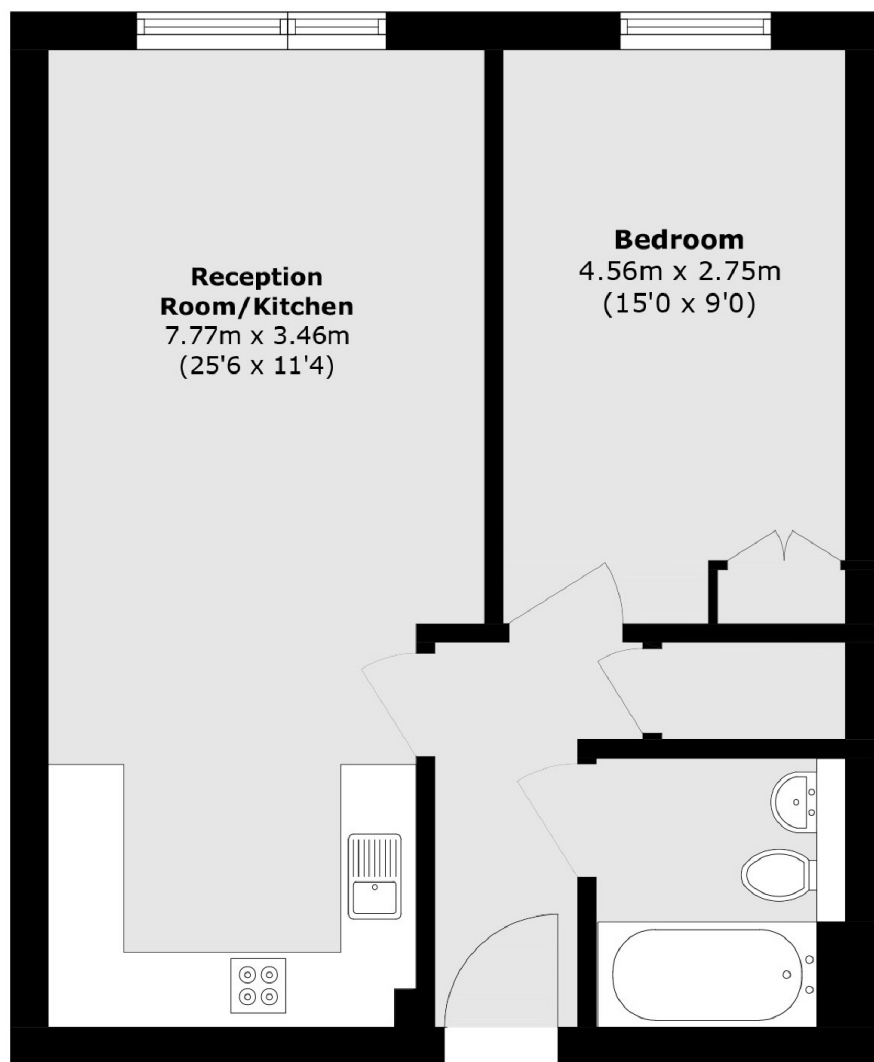 Reception
Room/Kitchen
7.77m x 3.46m
(25'6 x 11'4)
Bedroom
4.56m x 2.75m
(15'0 x 9'0)